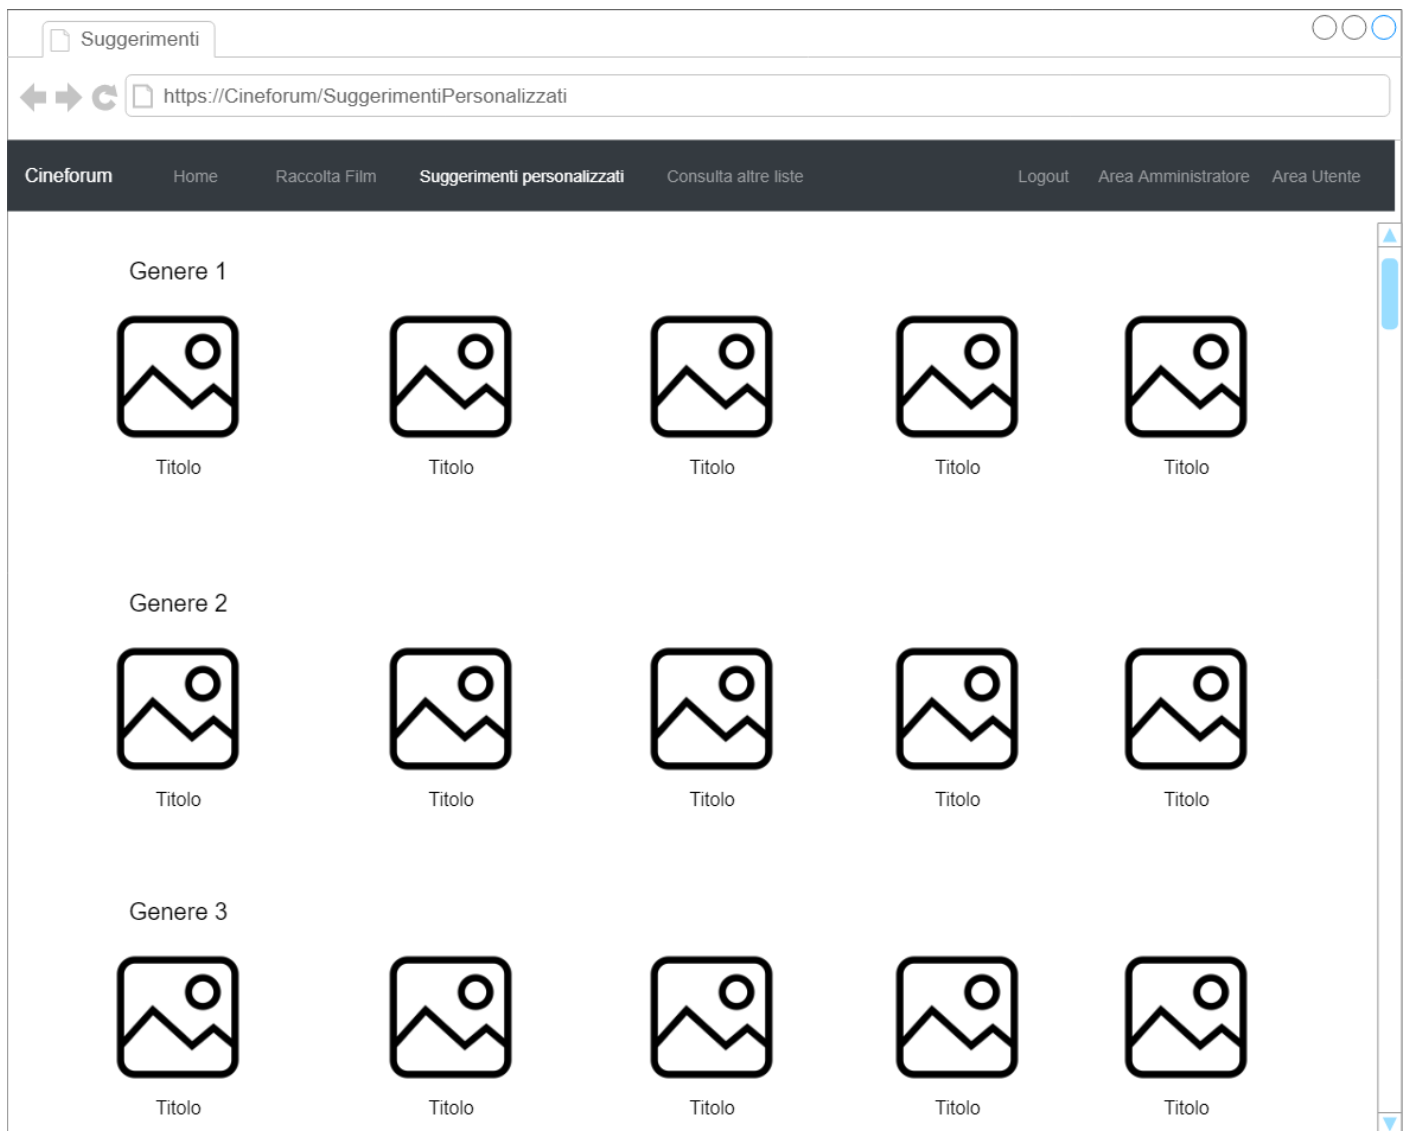 Suggerimenti
https://Cineforum/SuggerimentiPersonalizzati
Cineforum Home Raccolta Film Suggerimenti personalizzati Consulta altre liste Logout Area Amministratore Area Utente
Genere 1
Titolo Titolo Titolo Titolo Titolo
Genere 2
Titolo Titolo Titolo Titolo Titolo
Genere 3
Titolo Titolo Titolo Titolo Titolo